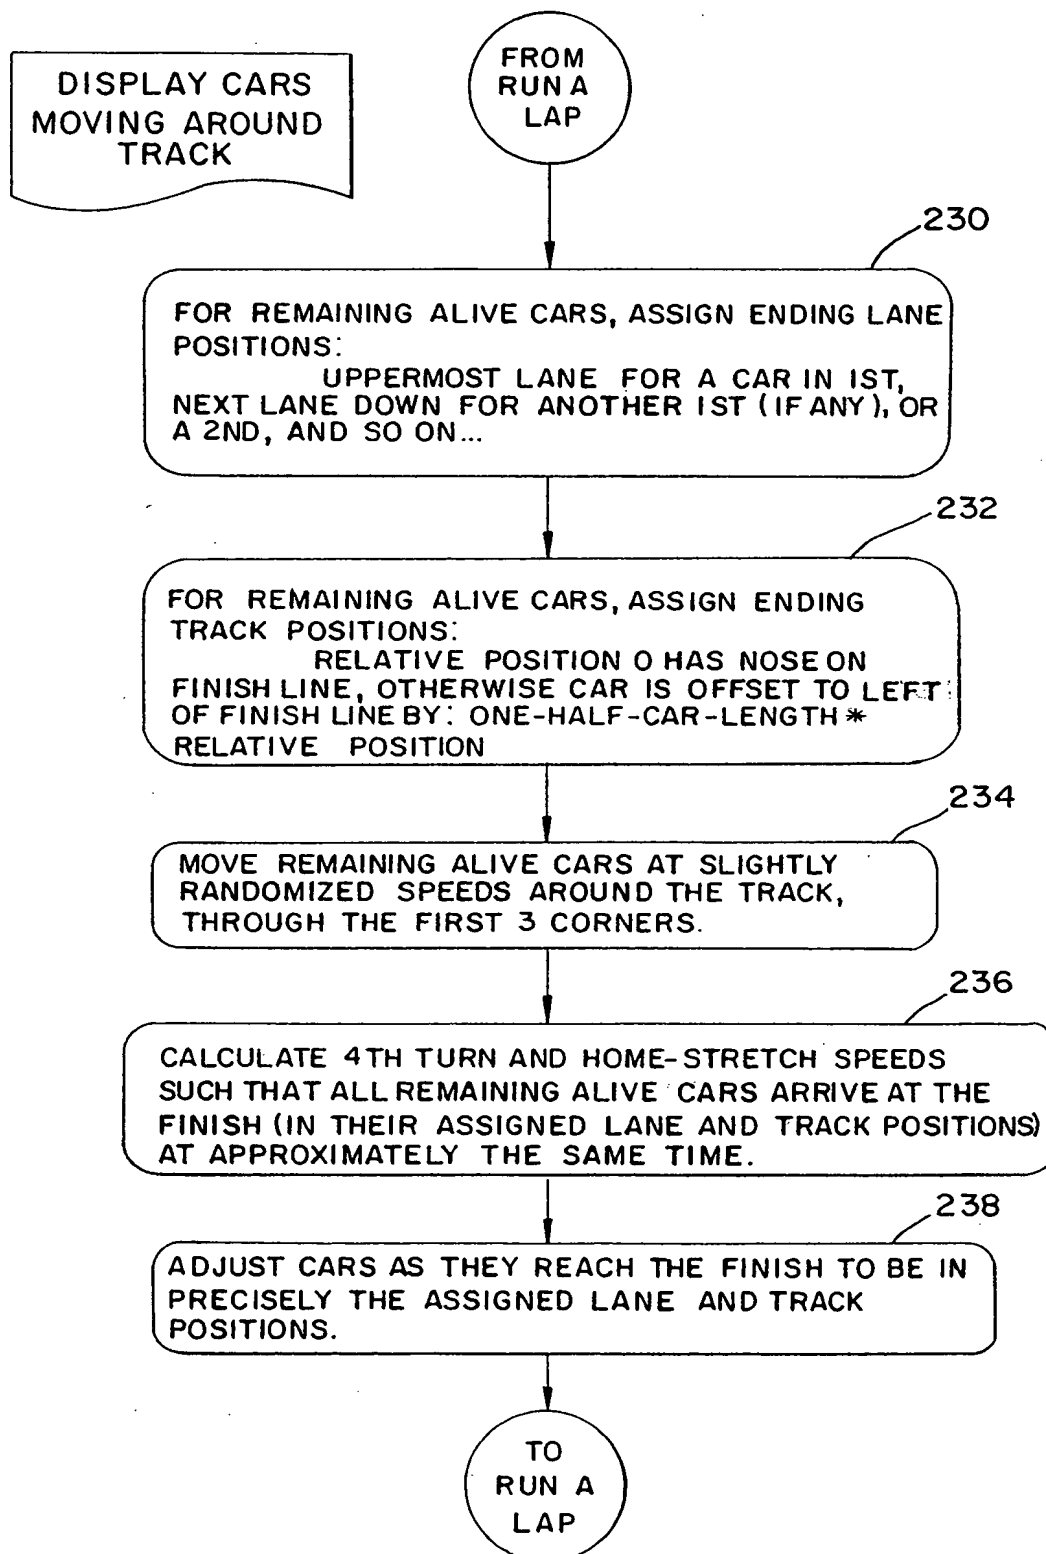 DISPLAY CARS
MOVING AROUND
TRACK
FROM
RUN A
LAP
230
FOR REMAINING ALIVE CARS, ASSIGN ENDING LANE
POSITIONS:
UPPERMOST LANE FOR A CAR IN 1ST,
NEXT LANE DOWN FOR ANOTHER 1ST (IF ANY), OR
A 2ND, AND SO ON...
232
FOR REMAINING ALIVE CARS, ASSIGN ENDING
TRACK POSITIONS:
RELATIVE POSITION 0 HAS NOSE ON
FINISH LINE, OTHERWISE CAR IS OFFSET TO LEFT
OF FINISH LINE BY: ONE-HALF-CAR-LENGTH *
RELATIVE POSITION
234
MOVE REMAINING ALIVE CARS AT SLIGHTLY
RANDOMIZED SPEEDS AROUND THE TRACK,
THROUGH THE FIRST 3 CORNERS.
236
CALCULATE 4TH TURN AND HOME-STRETCH SPEEDS
SUCH THAT ALL REMAINING ALIVE CARS ARRIVE AT THE
FINISH (IN THEIR ASSIGNED LANE AND TRACK POSITIONS)
AT APPROXIMATELY THE SAME TIME.
238
ADJUST CARS AS THEY REACH THE FINISH TO BE IN
PRECISELY THE ASSIGNED LANE AND TRACK
POSITIONS.
TO
RUN A
LAP